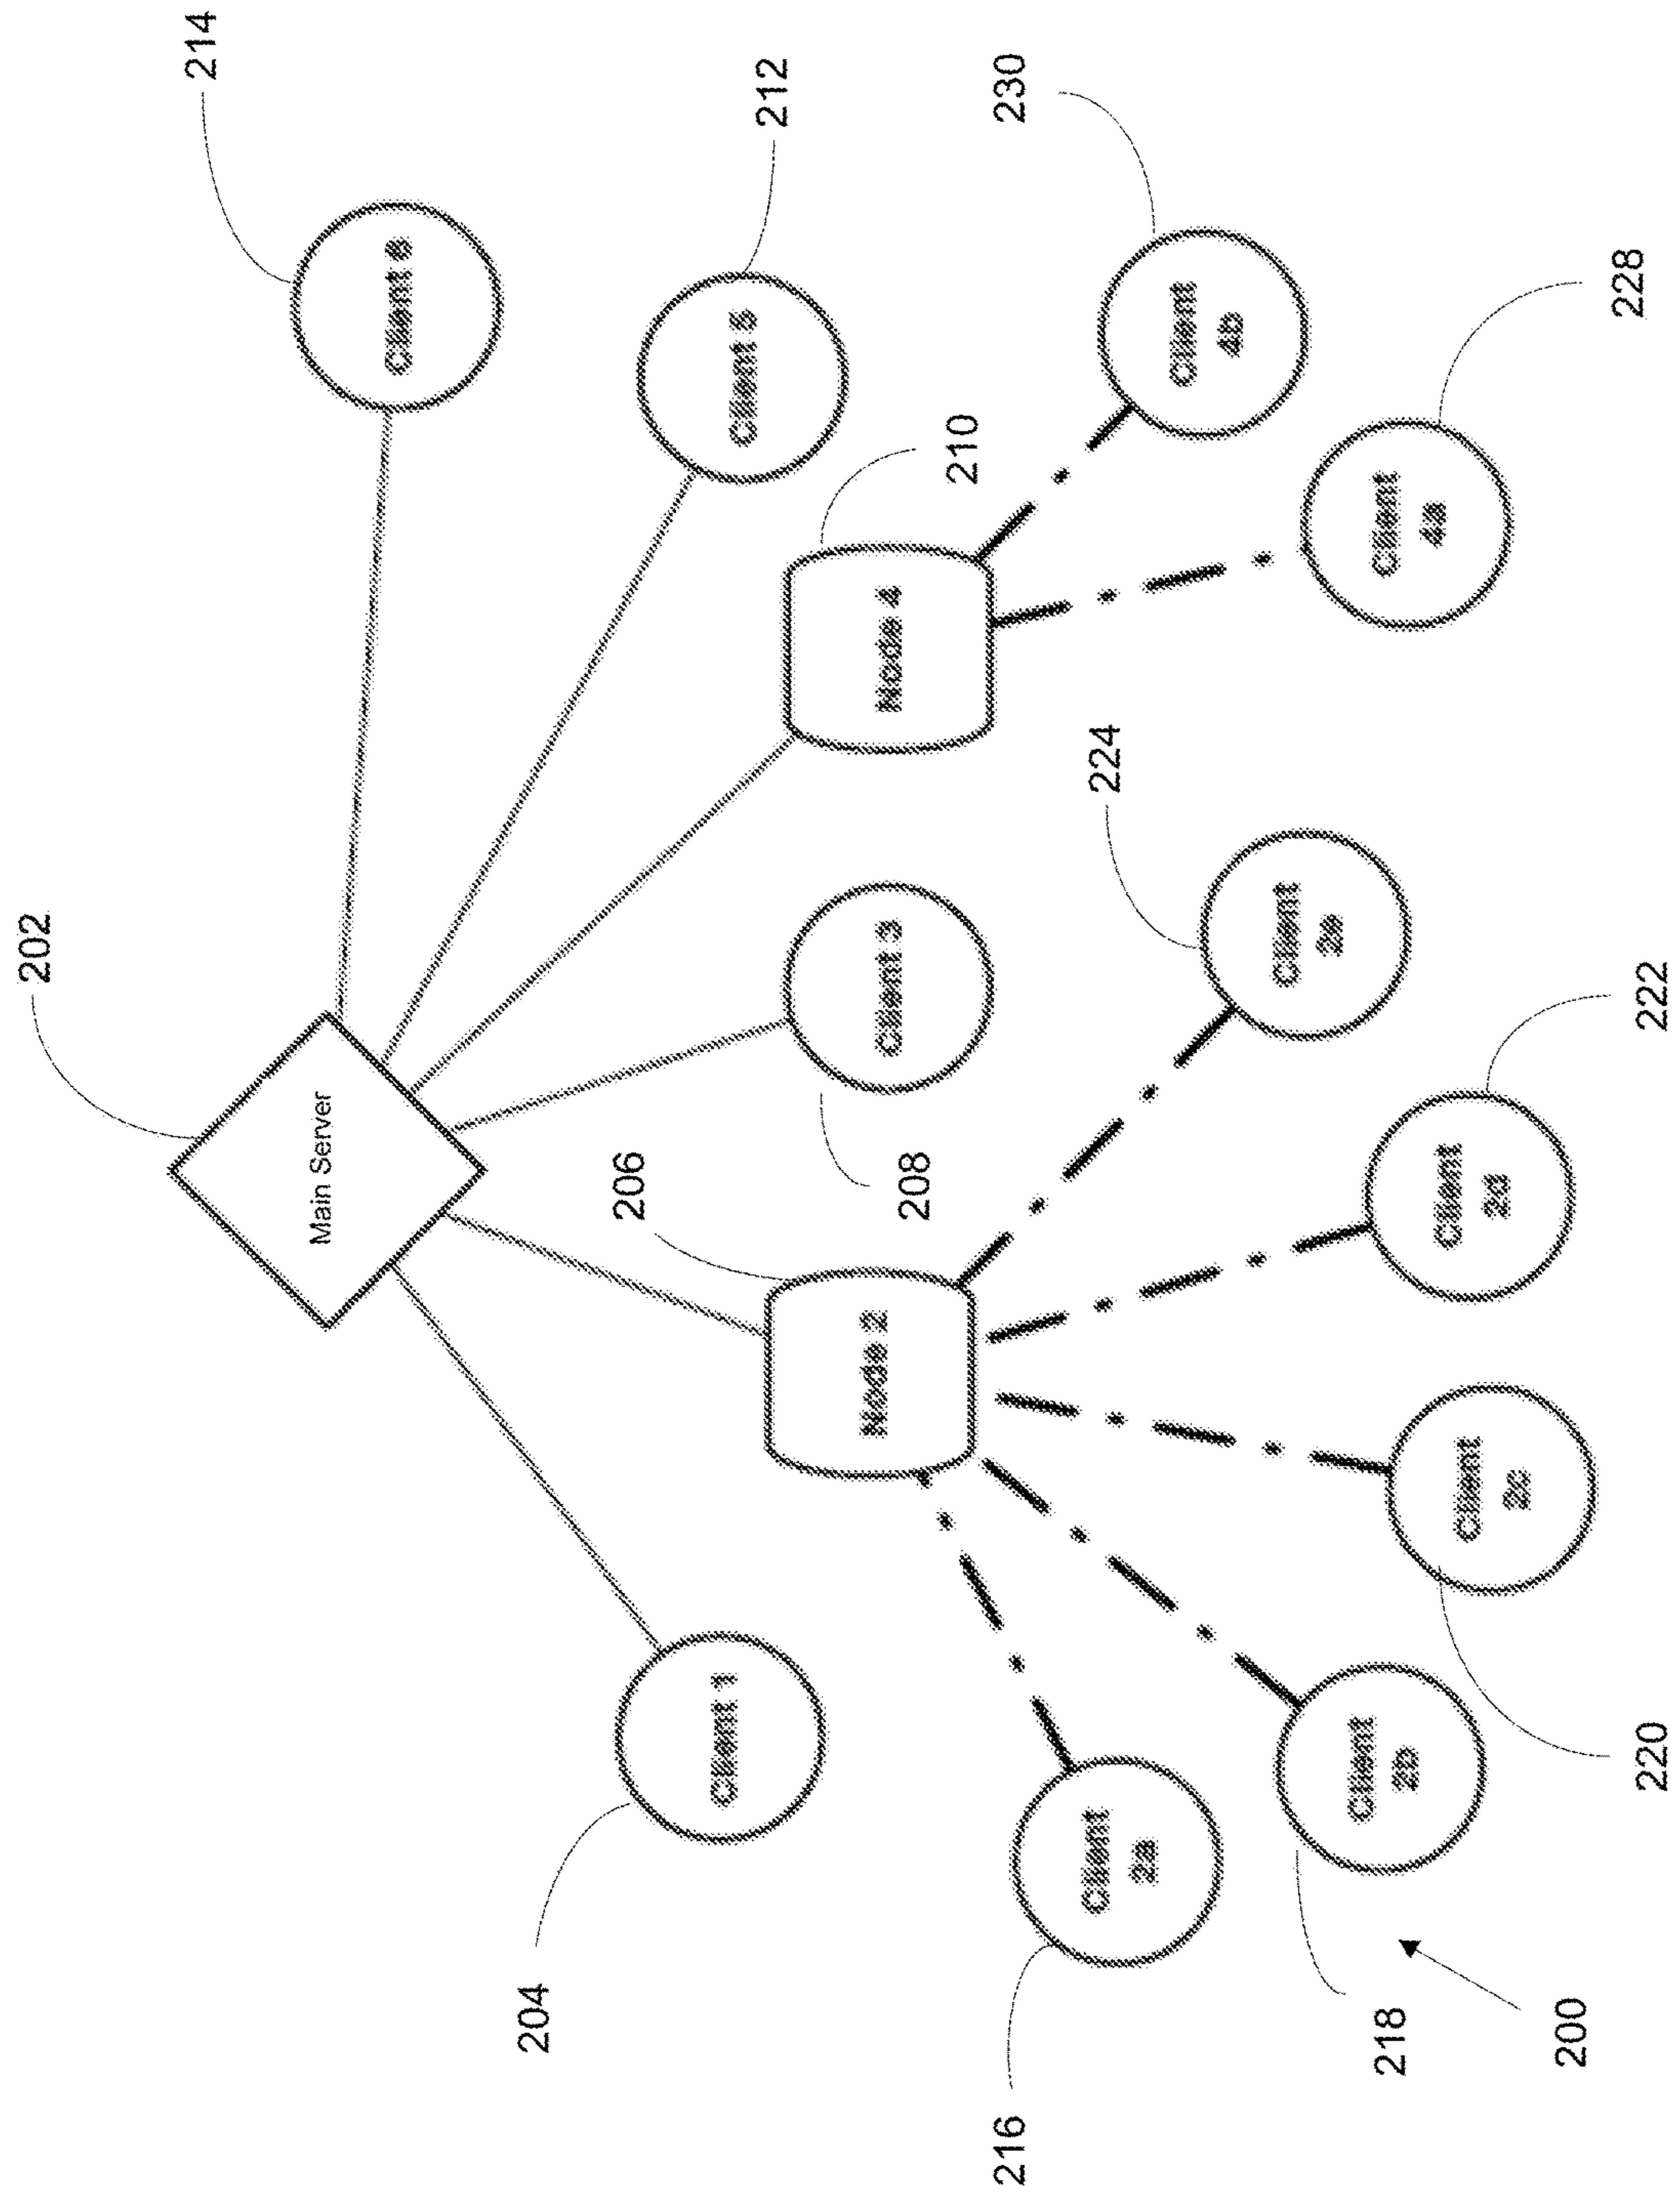 202
Main Server
214
Client 6
204
Client 1
206
Node 2
208
Client 3
210
Node 4
212
Client 5
216
Client
2a
218
Client
2b
220
Client
2c
222
Client
2d
224
Client
2e
228
Client
4a
230
Client
4b
200